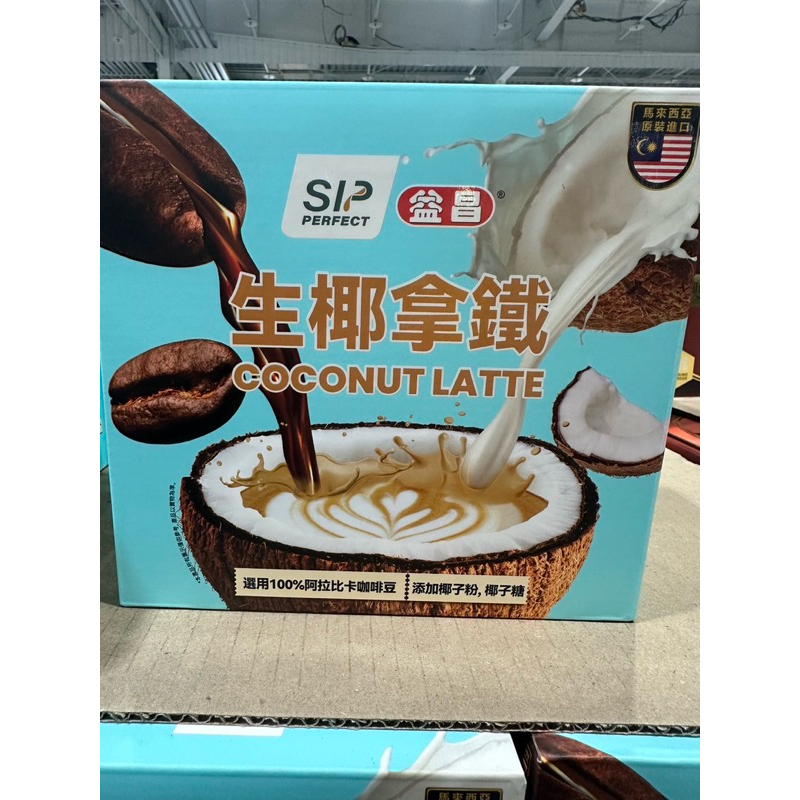 馬來西亞
原裝進口
SIP
PERFECT
益昌®
生椰拿鐵
COCONUT LATTE
選用100%阿拉比卡咖啡豆
添加椰子粉, 椰子糖
馬來西亞